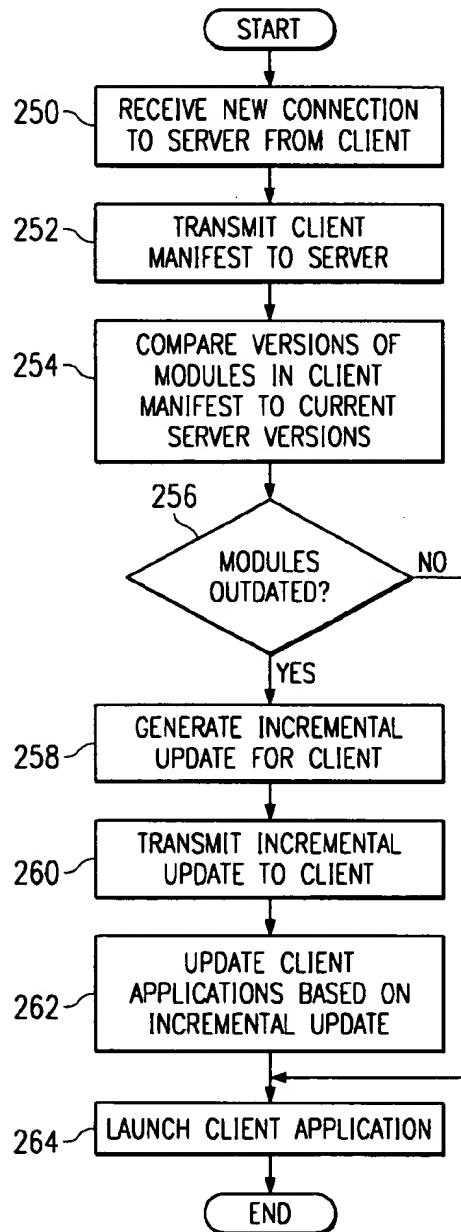 START
250
RECEIVE NEW CONNECTION
TO SERVER FROM CLIENT
252
TRANSMIT CLIENT
MANIFEST TO SERVER
254
COMPARE VERSIONS OF
MODULES IN CLIENT
MANIFEST TO CURRENT
SERVER VERSIONS
256
MODULES
OUTDATED?
NO
YES
258
GENERATE INCREMENTAL
UPDATE FOR CLIENT
260
TRANSMIT INCREMENTAL
UPDATE TO CLIENT
262
UPDATE CLIENT
APPLICATIONS BASED ON
INCREMENTAL UPDATE
264
LAUNCH CLIENT APPLICATION
END